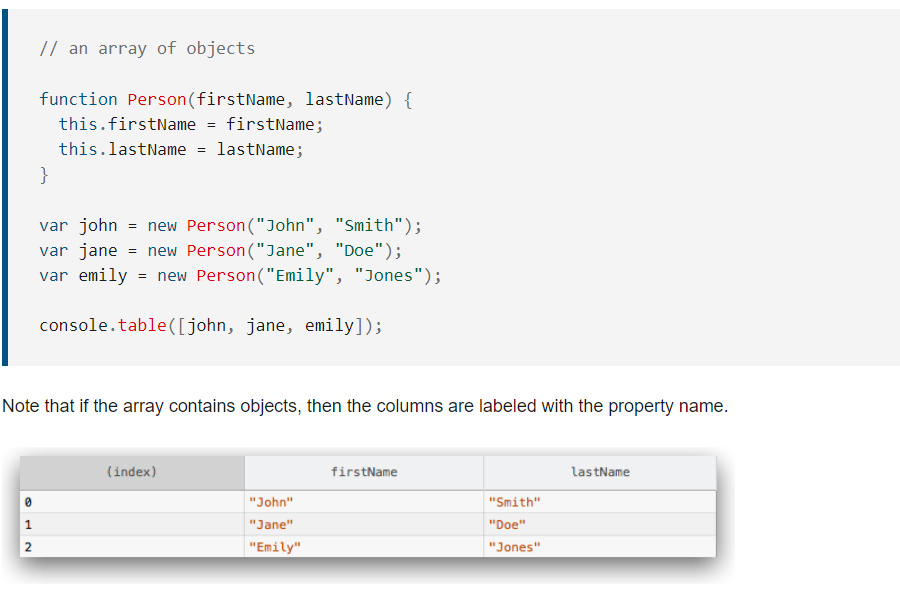 // an array of objects
function Person(firstName, lastName) {
  this.firstName = firstName;
  this.lastName = lastName;
}
var john = new Person("John", "Smith");
var jane = new Person("Jane", "Doe");
var emily = new Person("Emily", "Jones");
console.table([john, jane, emily]);
Note that if the array contains objects, then the columns are labeled with the property name.
(index) firstName lastName
0 "John" "Smith"
1 "Jane" "Doe"
2 "Emily" "Jones"